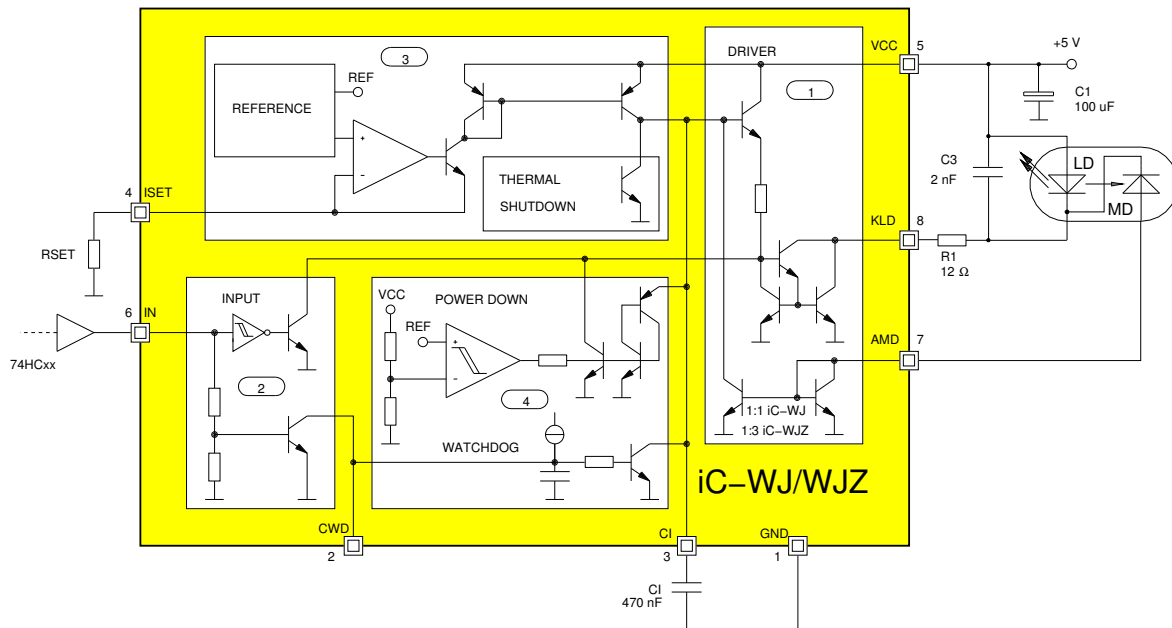 3
REFERENCE
REF
+
−
THERMAL
SHUTDOWN
DRIVER
1
VCC
5
+5 V
C1
100 uF
C3
2 nF
LD
MD
4
ISET
RSET
KLD
8
R1
12 Ω
6
IN
74HCxx
INPUT
2
VCC
POWER DOWN
REF
+
−
4
WATCHDOG
AMD
7
1:1 iC−WJ
1:3 iC−WJZ
iC−WJ/WJZ
CWD
2
CI
3
GND
1
CI
470 nF